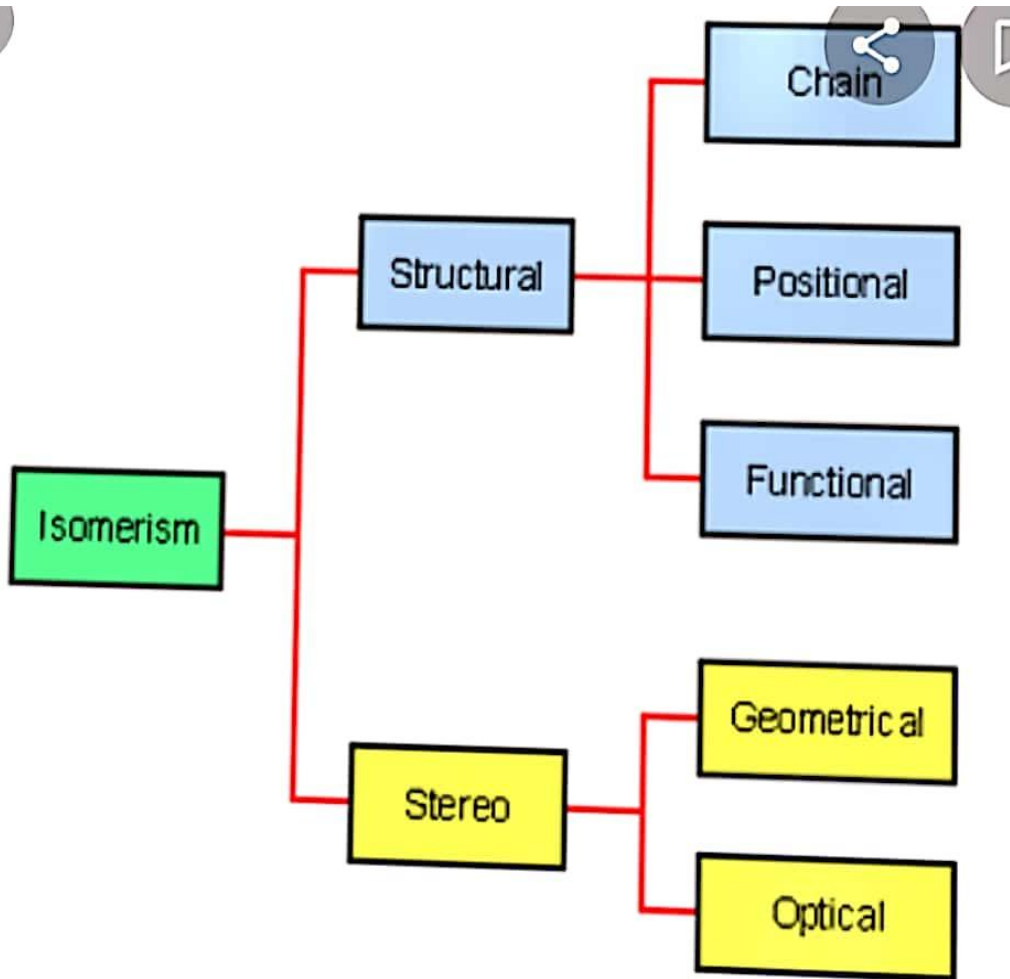 Chain
Structural
Positional
Functional
Isomerism
Geometrical
Stereo
Optical